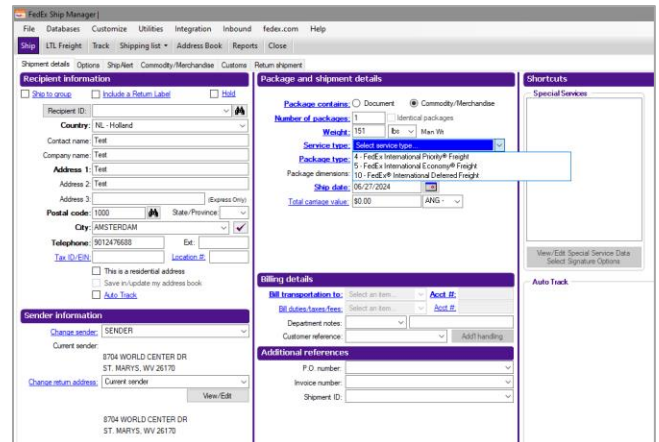 FedEx Ship Manager |
File Databases Customize Utilities Integration Inbound fedex.com Help
Ship LTL Freight Track Shipping list Address Book Reports Close
Shipment details Options ShipAlert Commodity/Merchandise Customs Return shipment
Recipient information
Ship to group Include a Return Label Hold
Recipient ID:
Country: NL - Holland
Contact name: Test
Company name: Test
Address 1: Test
Address 2: Test
Address 3: (Express Only)
Postal code: 1000 State/Province:
City: AMSTERDAM
Telephone: 9012476688 Ext:
Tax ID/EIN: Location #:
This is a residential address
Save in/update my address book
Auto Track
Sender information
Change sender: SENDER
Current sender:
8704 WORLD CENTER DR
ST. MARYS, WV 26170
Change return address: Current sender
View/Edit
8704 WORLD CENTER DR
ST. MARYS, WV 26170
Package and shipment details
Package contains: Document Commodity/Merchandise
Number of packages: 1 Identical packages
Weight: 151 lbs Man Wt
Service type: Select service type...
4 - FedEx International Priority® Freight
Package type:
5 - FedEx International Economy® Freight
Package dimensions:
10 - FedEx® International Deferred Freight
Ship date: 06/27/2024
Total carriage value: $0.00 ANG -
Billing details
Bill transportation to: Select an item... Acct #:
Bill duties/taxes/fees: Select an item... Acct #:
Department notes:
Customer reference: Add'l handling
Additional references
P.O. number:
Invoice number:
Shipment ID:
Shortcuts
Special Services
View/Edit Special Service Data
Select Signature Options
Auto Track